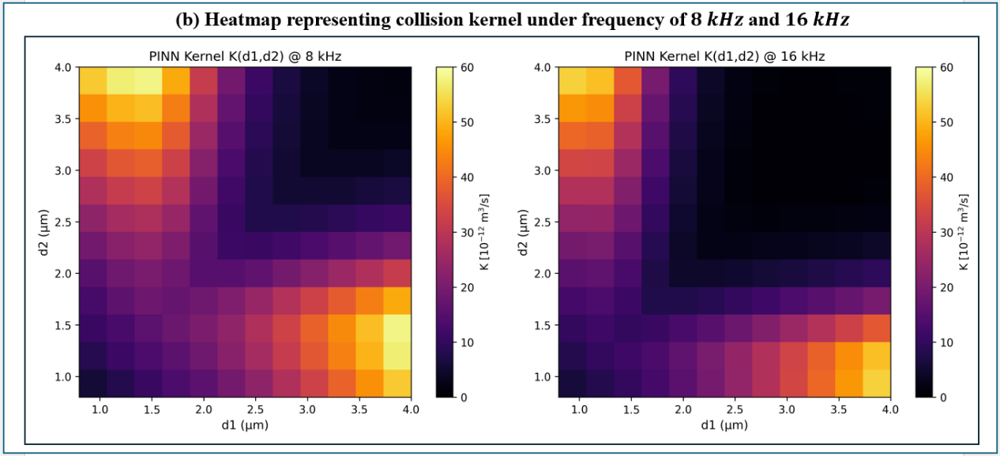 (b) Heatmap representing collision kernel under frequency of 8 kHz and 16 kHz
PINN Kernel K(d1,d2) @ 8 kHz
4.0
3.5
3.0
2.5
2.0
1.5
1.0
d2 (μm)
1.0 1.5 2.0 2.5 3.0 3.5 4.0
d1 (μm)
60
50
40
30
20
10
0
K [10⁻¹² m³/s]
PINN Kernel K(d1,d2) @ 16 kHz
4.0
3.5
3.0
2.5
2.0
1.5
1.0
d2 (μm)
1.0 1.5 2.0 2.5 3.0 3.5 4.0
d1 (μm)
60
50
40
30
20
10
0
K [10⁻¹² m³/s]